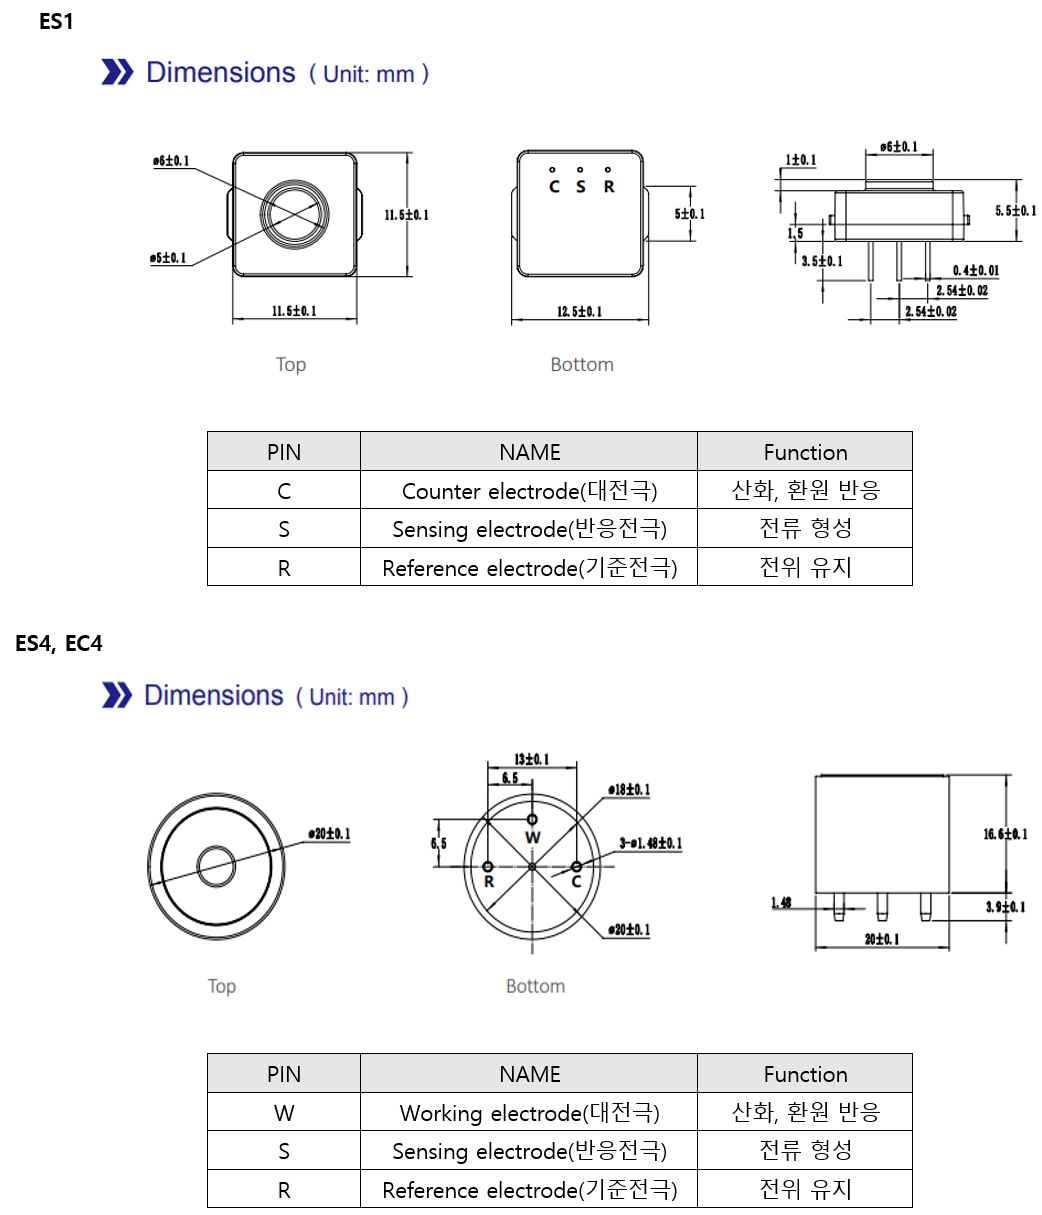 ES1
Dimensions ( Unit: mm )
ø6±0.1
ø5±0.1
11.5±0.1
11.5±0.1
Top
C S R
5±0.1
12.5±0.1
Bottom
ø6±0.1
1±0.1
5.5±0.1
1.5
3.5±0.1
0.4±0.01
2.54±0.02
2.54±0.02
PIN NAME Function
C Counter electrode(대전극) 산화, 환원 반응
S Sensing electrode(반응전극) 전류 형성
R Reference electrode(기준전극) 전위 유지
ES4, EC4
Dimensions ( Unit: mm )
ø20±0.1
Top
13±0.1
6.5
ø18±0.1
6.5
W
3-ø1.48±0.1
R C
ø20±0.1
Bottom
16.6±0.1
1.48
3.9±0.1
20±0.1
PIN NAME Function
W Working electrode(대전극) 산화, 환원 반응
S Sensing electrode(반응전극) 전류 형성
R Reference electrode(기준전극) 전위 유지